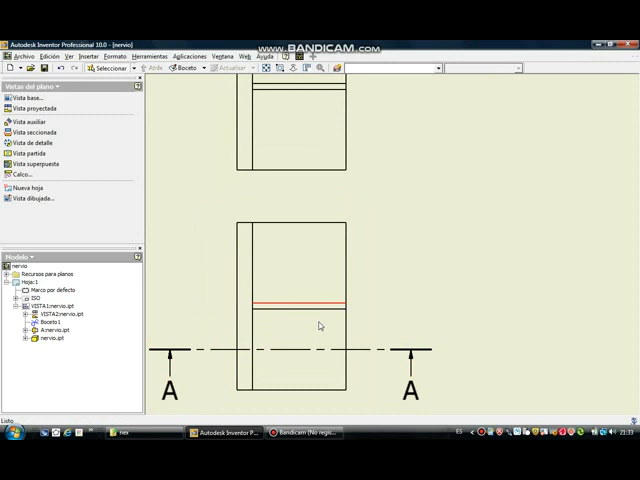 www.BANDICAM.com
Autodesk Inventor Professional 10.0 - [nervio]
Archivo Edición Ver Insertar Formato Herramientas Aplicaciones Ventana Web Ayuda
Seleccionar Atrás Boceto Actualizar
Vistas del plano
Vista base...
Vista proyectada
Vista auxiliar
Vista seccionada
Vista de detalle
Vista partida
Vista superpuesta
Calco...
Nueva hoja
Vista dibujada...
Modelo
nervio
Recursos para planos
Hoja:1
Marco por defecto
ISO
VISTA1:nervio.ipt
VISTA2:nervio.ipt
Boceto1
A:nervio.ipt
nervio.ipt
A A
Listo
nex Autodesk Inventor P... Bandicam [No regis... ES 21:33